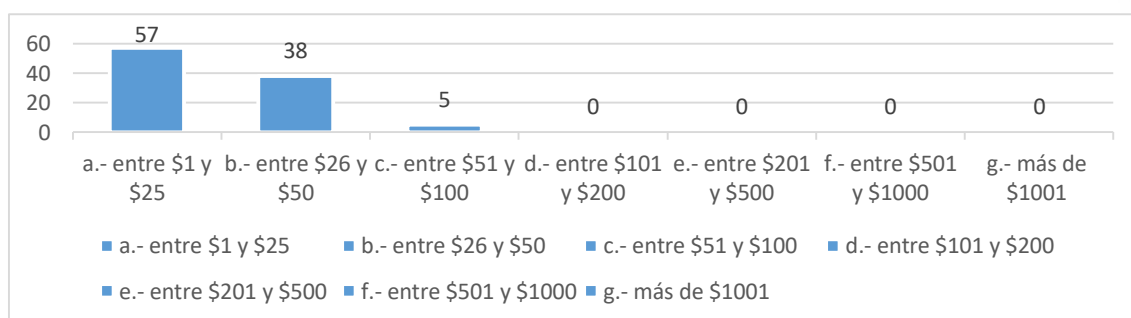 57
38
5
0
0
0
0
60
40
20
0
a.- entre $1 y $25
b.- entre $26 y $50
c.- entre $51 y $100
d.- entre $101 y $200
e.- entre $201 y $500
f.- entre $501 y $1000
g.- más de $1001
a.- entre $1 y $25 b.- entre $26 y $50 c.- entre $51 y $100 d.- entre $101 y $200
e.- entre $201 y $500 f.- entre $501 y $1000 g.- más de $1001